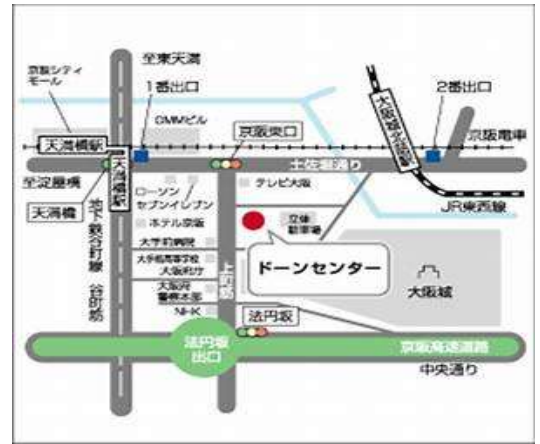 至東天満
京阪シティ
モール
1番出口
2番出口
OMMビル
京阪東口
大阪城北詰駅
京阪電車
天満橋駅
天満橋駅
土佐堀通り
至淀屋橋
ローソン
セブンイレブン
テレビ大阪
JR東西線
天満橋
ホテル京阪
立体
駐車場
地下鉄谷町線
谷町筋
大手前病院
ドーンセンター
大手前高等学校
大阪府庁
上町筋
大阪城
大阪府
警察本部
NHK
法円坂
法円坂
出口
京阪高速道路
中央通り